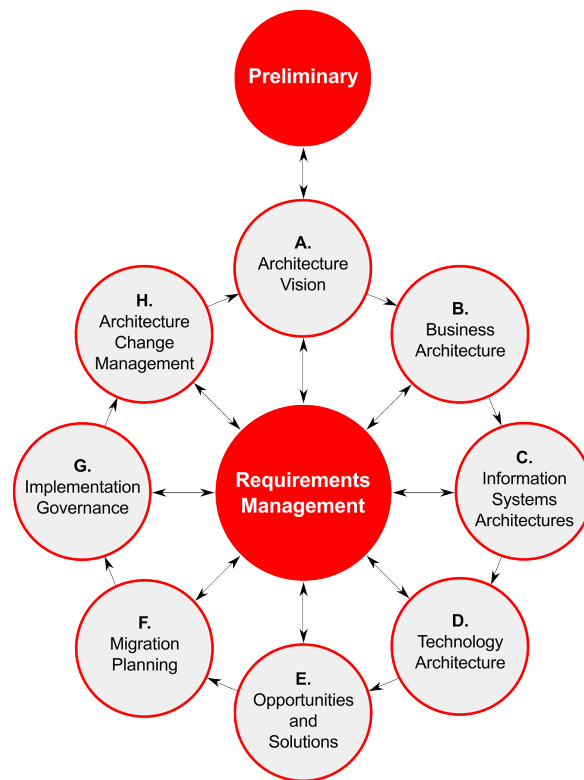 Preliminary
A.
Architecture
Vision
B.
Business
Architecture
C.
Information
Systems
Architectures
D.
Technology
Architecture
E.
Opportunities
and
Solutions
F.
Migration
Planning
G.
Implementation
Governance
H.
Architecture
Change
Management
Requirements
Management